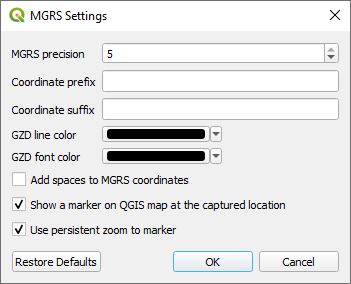 MGRS Settings
MGRS precision 5
Coordinate prefix
Coordinate suffix
GZD line color
GZD font color
Add spaces to MGRS coordinates
Show a marker on QGIS map at the captured location
Use persistent zoom to marker
Restore Defaults OK Cancel